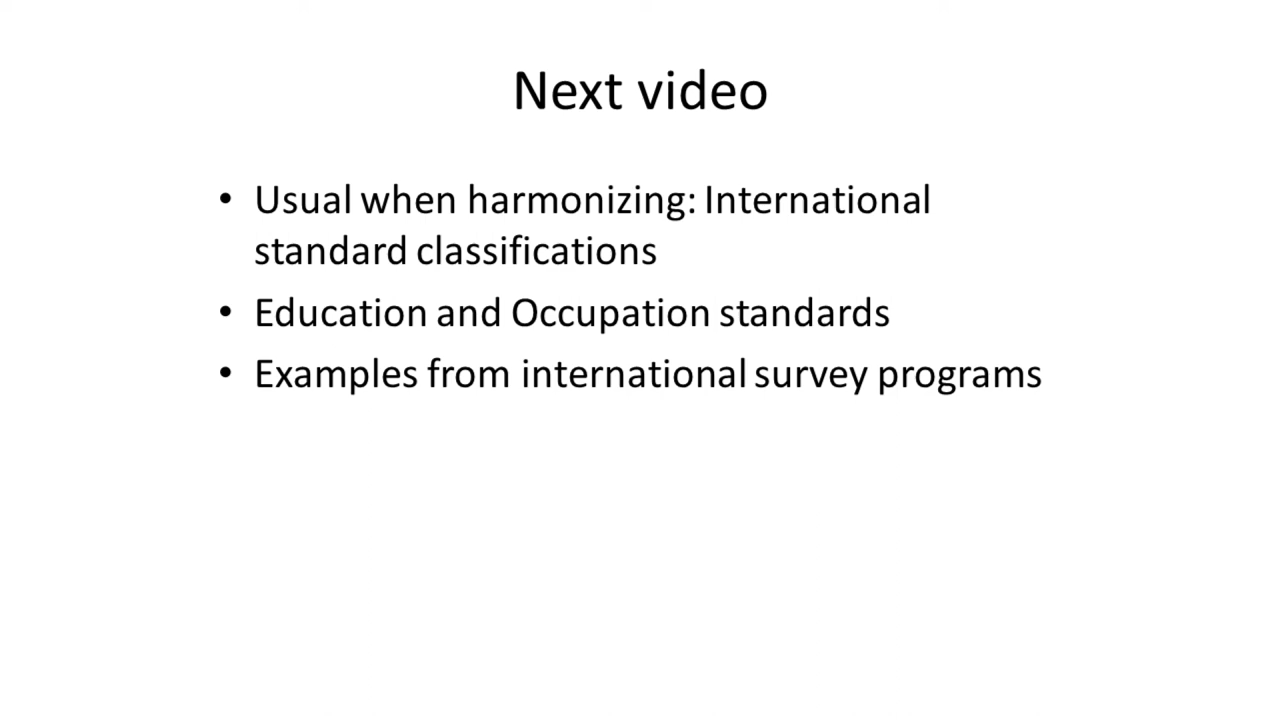 Next video
• Usual when harmonizing: International
standard classifications
• Education and Occupation standards
• Examples from international survey programs